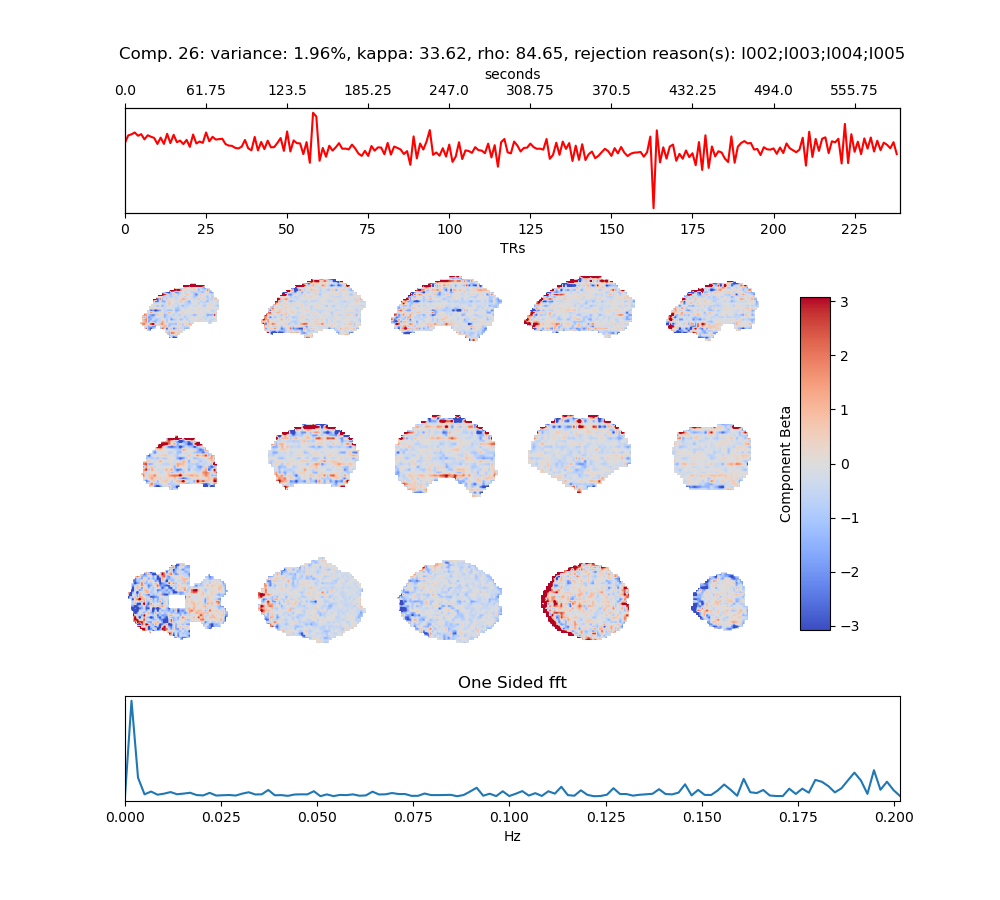 Comp. 26: variance: 1.96%, kappa: 33.62, rho: 84.65, rejection reason(s): I002;I003;I004;I005
seconds
0.0 61.75 123.5 185.25 247.0 308.75 370.5 432.25 494.0 555.75
0 25 50 75 100 125 150 175 200 225
TRs
3
2
1
0
−1
−2
−3
Component Beta
One Sided fft
0.000 0.025 0.050 0.075 0.100 0.125 0.150 0.175 0.200
Hz